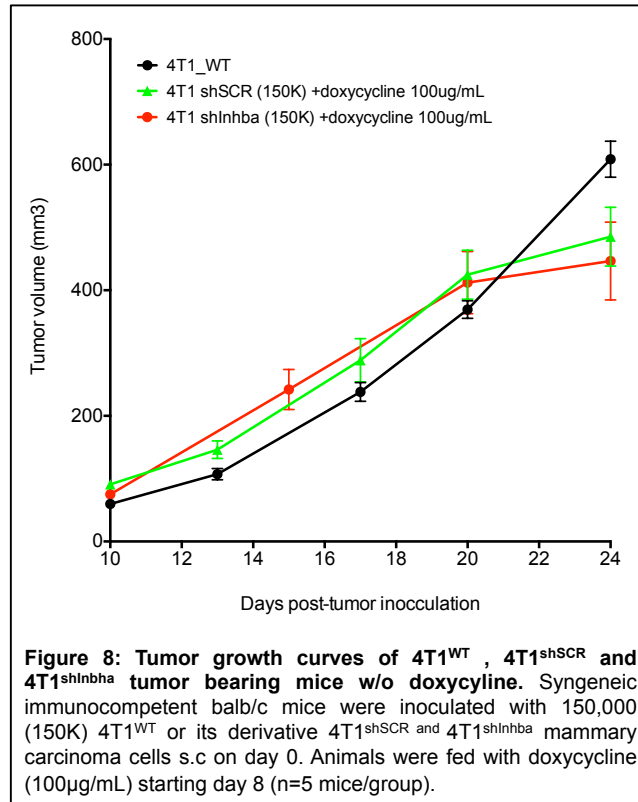 800
4T1_WT
4T1 shSCR (150K) +doxycycline 100ug/mL
4T1 shInhba (150K) +doxycycline 100ug/mL
600
Tumor volume (mm3)
400
200
0
10 12 14 16 18 20 22 24
Days post-tumor inocculation
Figure 8: Tumor growth curves of 4T1WT , 4T1shSCR and
4T1shInbha tumor bearing mice w/o doxycyline. Syngeneic
immunocompetent balb/c mice were inoculated with 150,000
(150K) 4T1WT or its derivative 4T1shSCR and 4T1shInhba mammary
carcinoma cells s.c on day 0. Animals were fed with doxycycline
(100μg/mL) starting day 8 (n=5 mice/group).